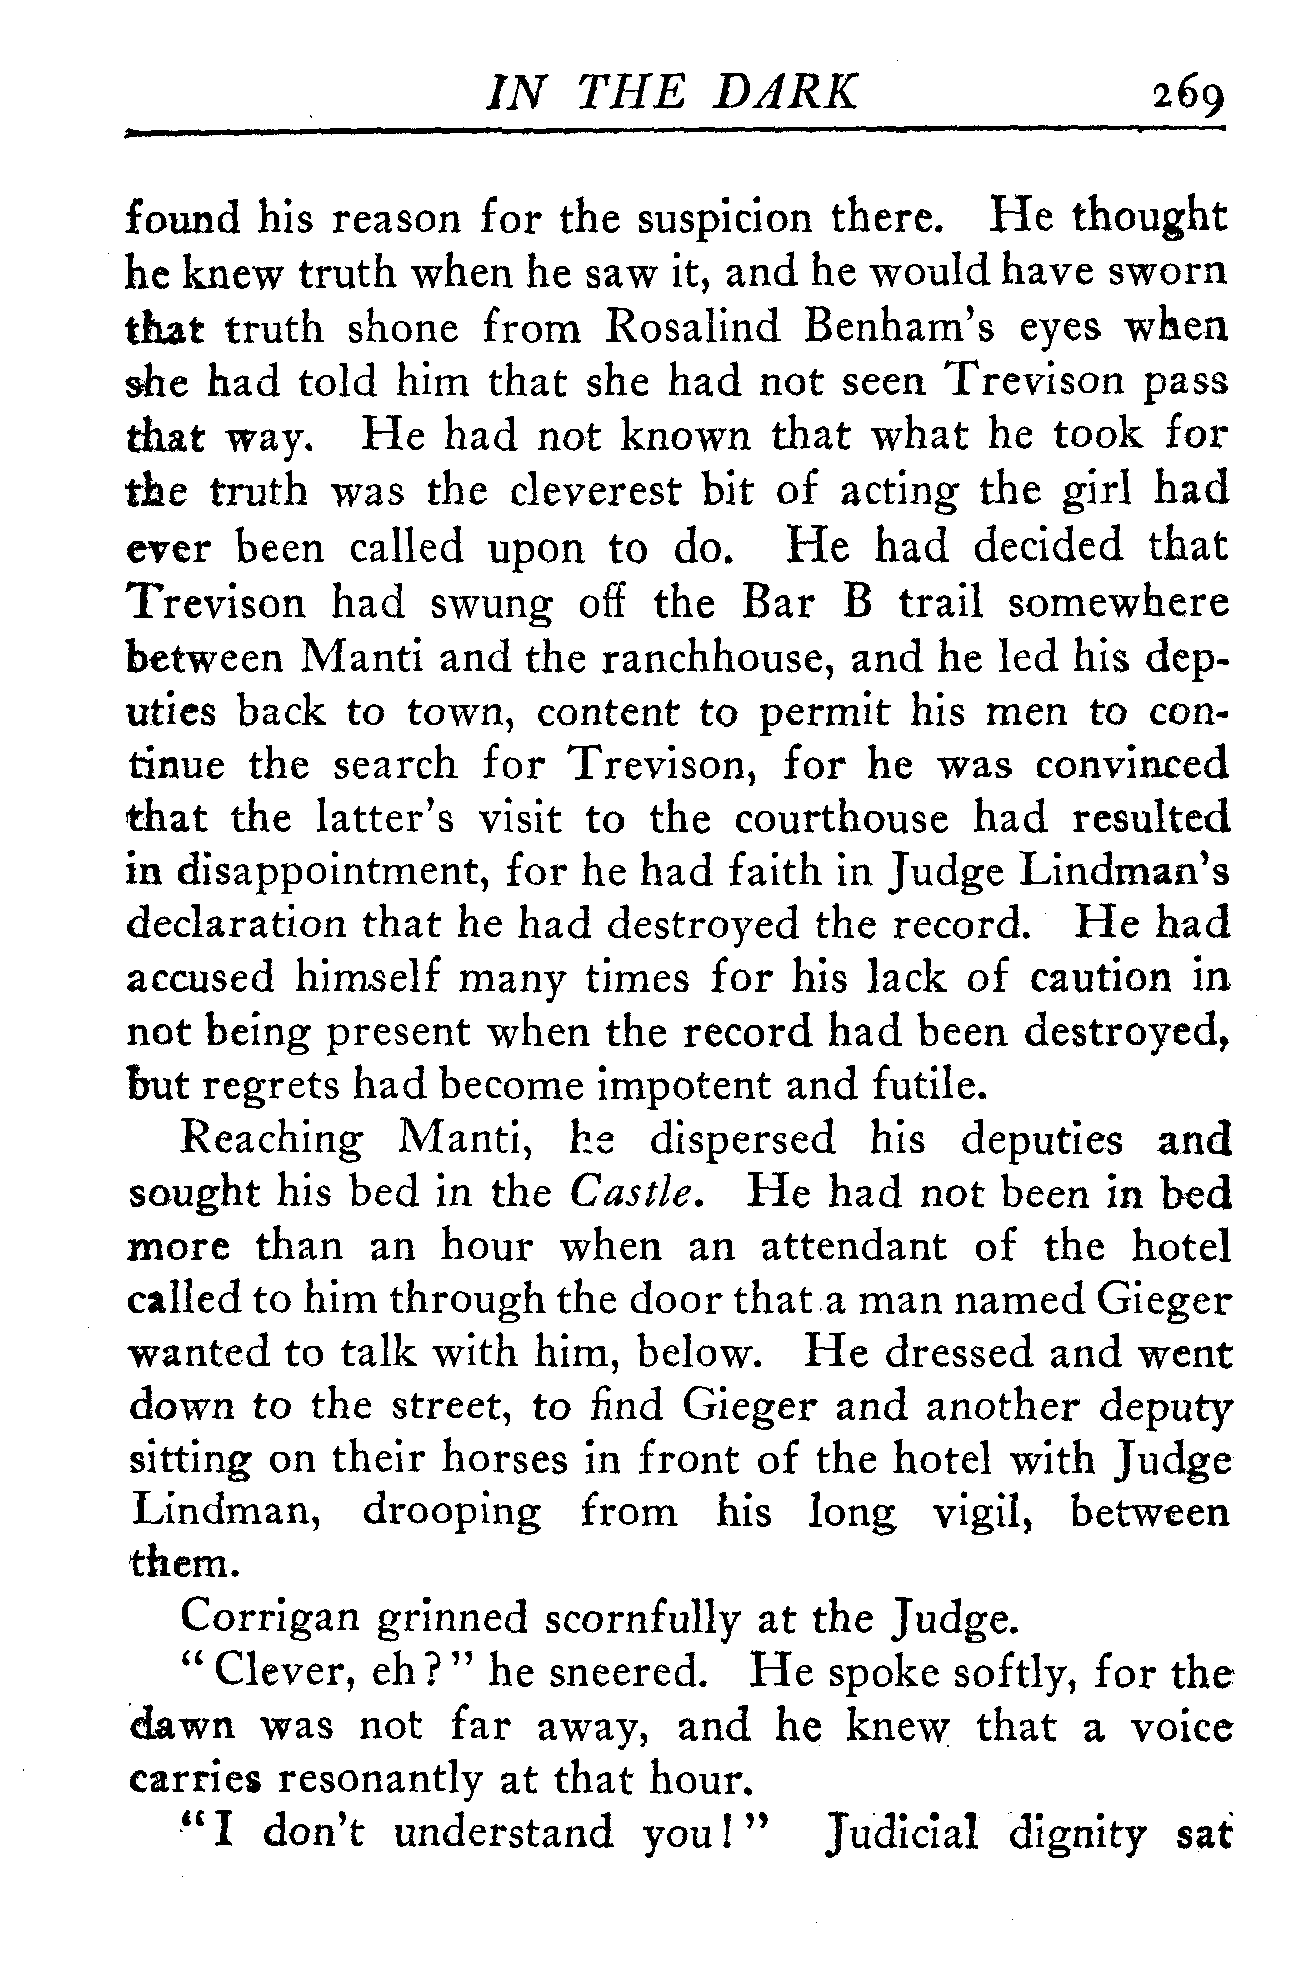 IN THE DARK 269
found his reason for the suspicion there. He thought
he knew truth when he saw it, and he would have sworn
that truth shone from Rosalind Benham's eyes when
she had told him that she had not seen Trevison pass
that way. He had not known that what he took for
the truth was the cleverest bit of acting the girl had
ever been called upon to do. He had decided that
Trevison had swung off the Bar B trail somewhere
between Manti and the ranchhouse, and he led his dep-
uties back to town, content to permit his men to con-
tinue the search for Trevison, for he was convinced
that the latter's visit to the courthouse had resulted
in disappointment, for he had faith in Judge Lindman's
declaration that he had destroyed the record. He had
accused himself many times for his lack of caution in
not being present when the record had been destroyed,
but regrets had become impotent and futile.
Reaching Manti, he dispersed his deputies and
sought his bed in the Castle. He had not been in bed
more than an hour when an attendant of the hotel
called to him through the door that a man named Gieger
wanted to talk with him, below. He dressed and went
down to the street, to find Gieger and another deputy
sitting on their horses in front of the hotel with Judge
Lindman, drooping from his long vigil, between
them.
Corrigan grinned scornfully at the Judge.
"Clever, eh?" he sneered. He spoke softly, for the
dawn was not far away, and he knew that a voice
carries resonantly at that hour.
"I don't understand you!" Judicial dignity sat